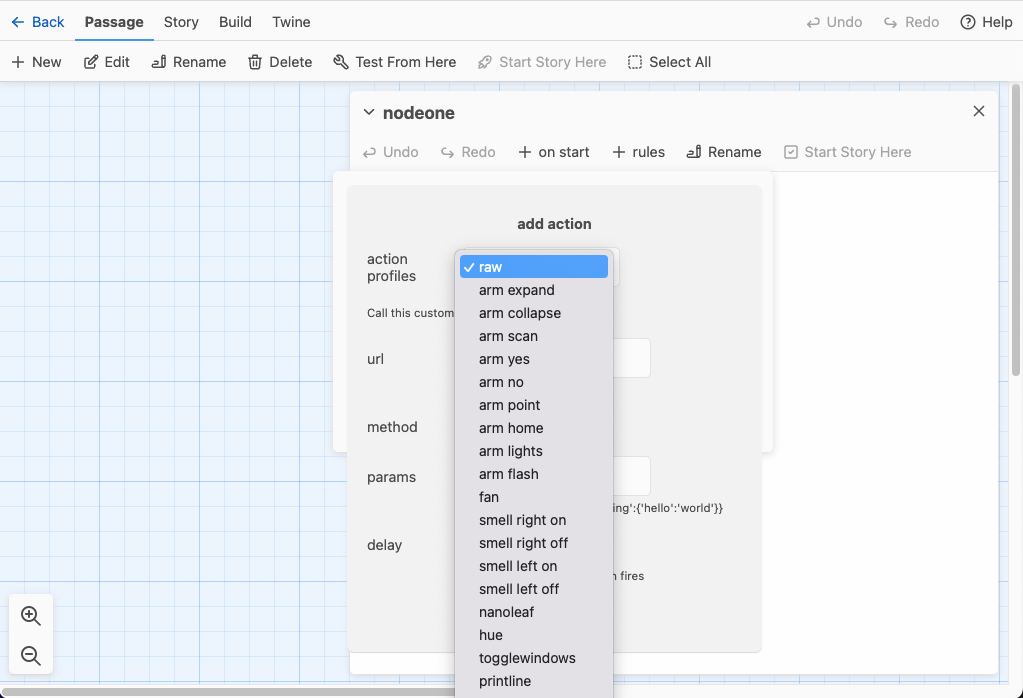 Back Passage Story Build Twine Undo Redo Help
New Edit Rename Delete Test From Here Start Story Here Select All
nodeone
Undo Redo on start rules Rename Start Story Here
add action
action
profiles
raw
arm expand
Call this custom
arm collapse
arm scan
url
arm yes
arm no
arm point
method
arm home
arm lights
params
arm flash
fan
ing':{'hello':'world'}}
smell right on
delay
smell right off
smell left on
fires
smell left off
nanoleaf
hue
togglewindows
printline